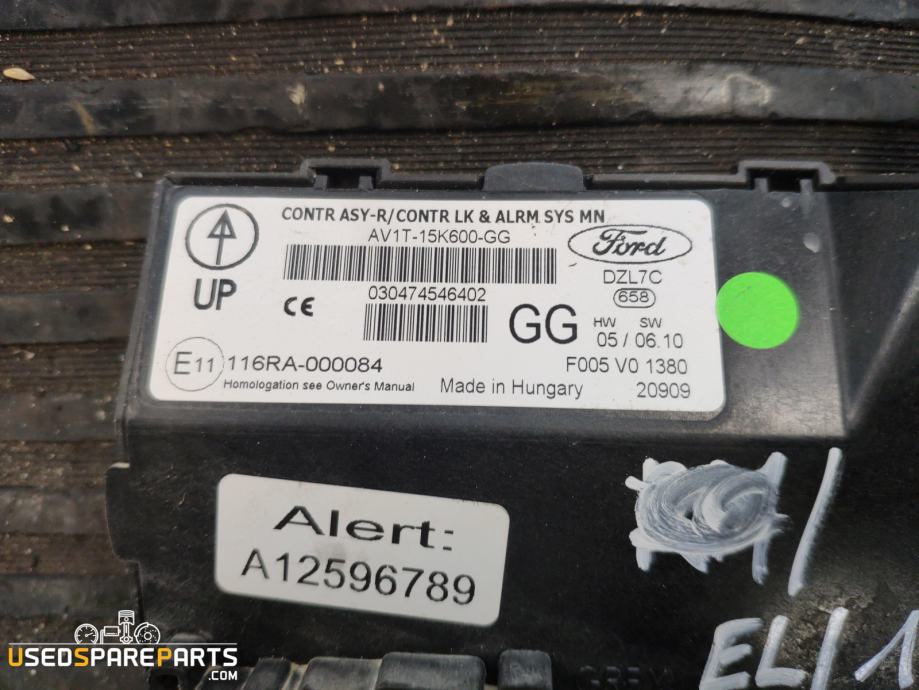 CONTR ASY-R/CONTR LK & ALRM SYS MN
AV1T-15K600-GG
Ford
UP
DZL7C
658
CE
030474546402
GG
HW SW
05 / 06.10
E11 116RA-000084
F005 V0 1380
Homologation see Owner's Manual
Made in Hungary
20909
Alert:
A12596789
EL/1
USEDSPAREPARTS
.COM